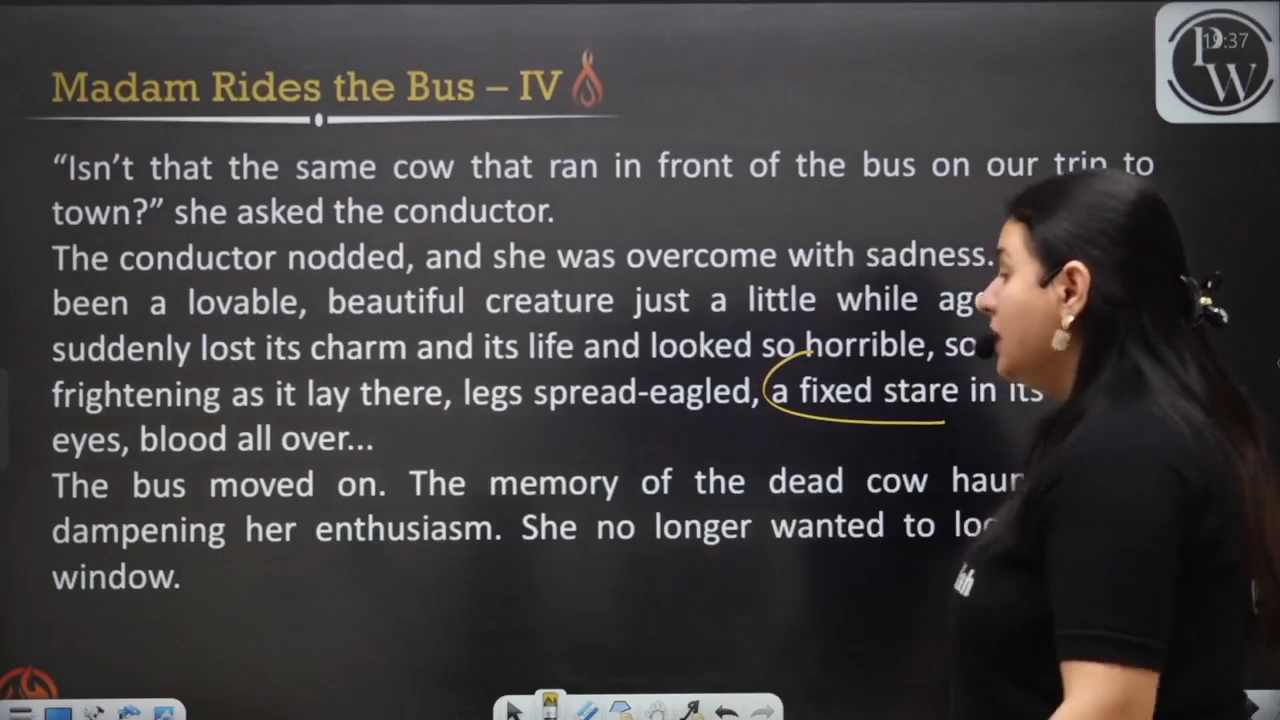 Madam Rides the Bus – IV
19:37
PW
“Isn’t that the same cow that ran in front of the bus on our trip to
town?” she asked the conductor.
The conductor nodded, and she was overcome with sadness.
been a lovable, beautiful creature just a little while
suddenly lost its charm and its life and looked so horrible, so
frightening as it lay there, legs spread-eagled, a fixed stare in its
eyes, blood all over...
The bus moved on. The memory of the dead cow
dampening her enthusiasm. She no longer wanted to
window.